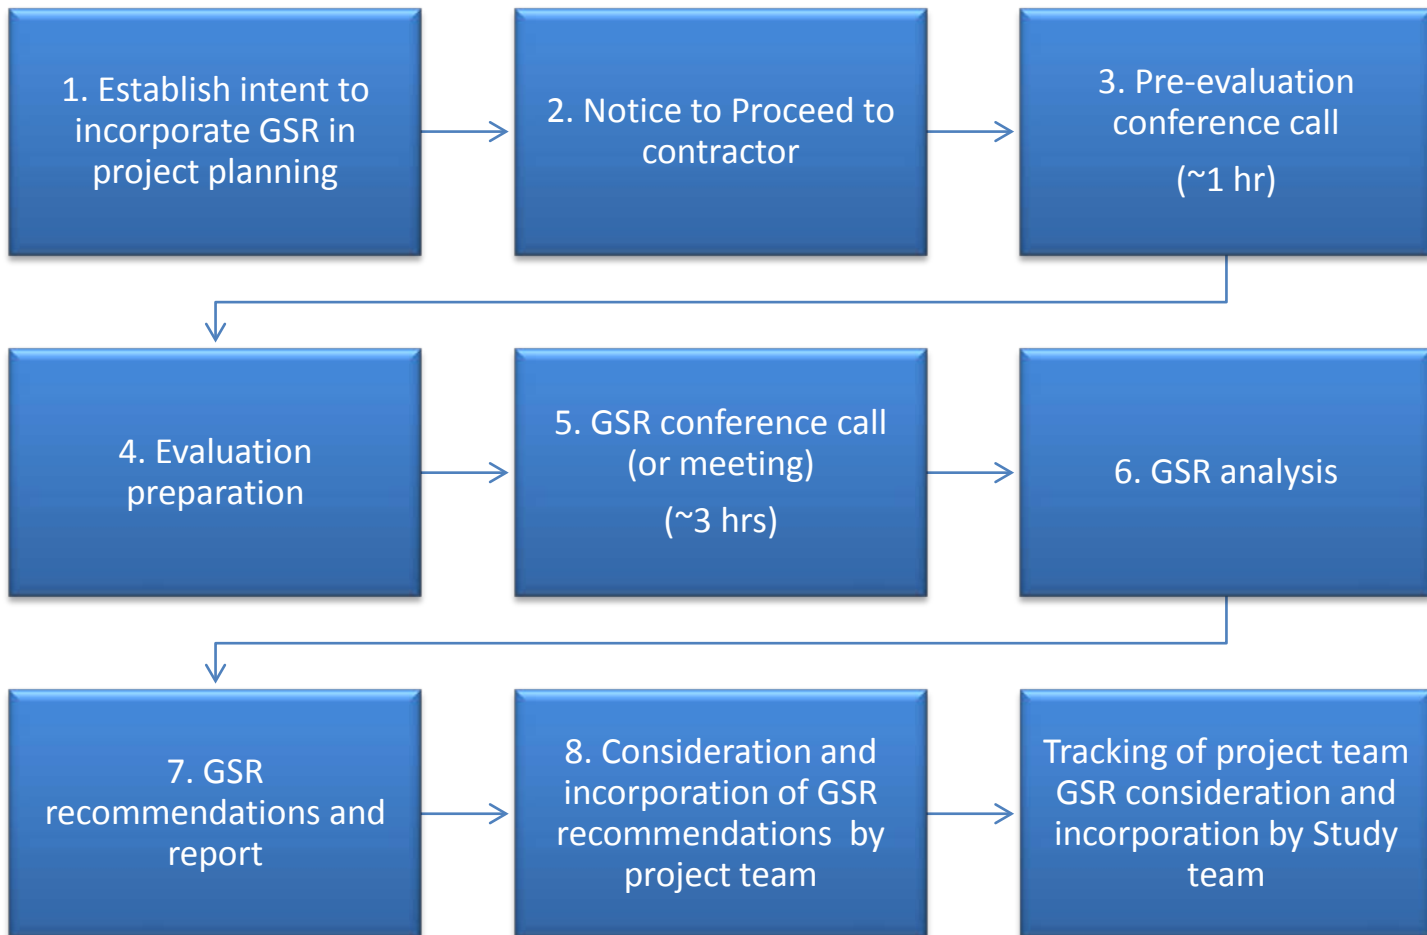 1. Establish intent to
incorporate GSR in
project planning
2. Notice to Proceed to
contractor
3. Pre-evaluation
conference call
(~1 hr)
4. Evaluation
preparation
5. GSR conference call
(or meeting)
(~3 hrs)
6. GSR analysis
7. GSR
recommendations and
report
8. Consideration and
incorporation of GSR
recommendations by
project team
Tracking of project team
GSR consideration and
incorporation by Study
team